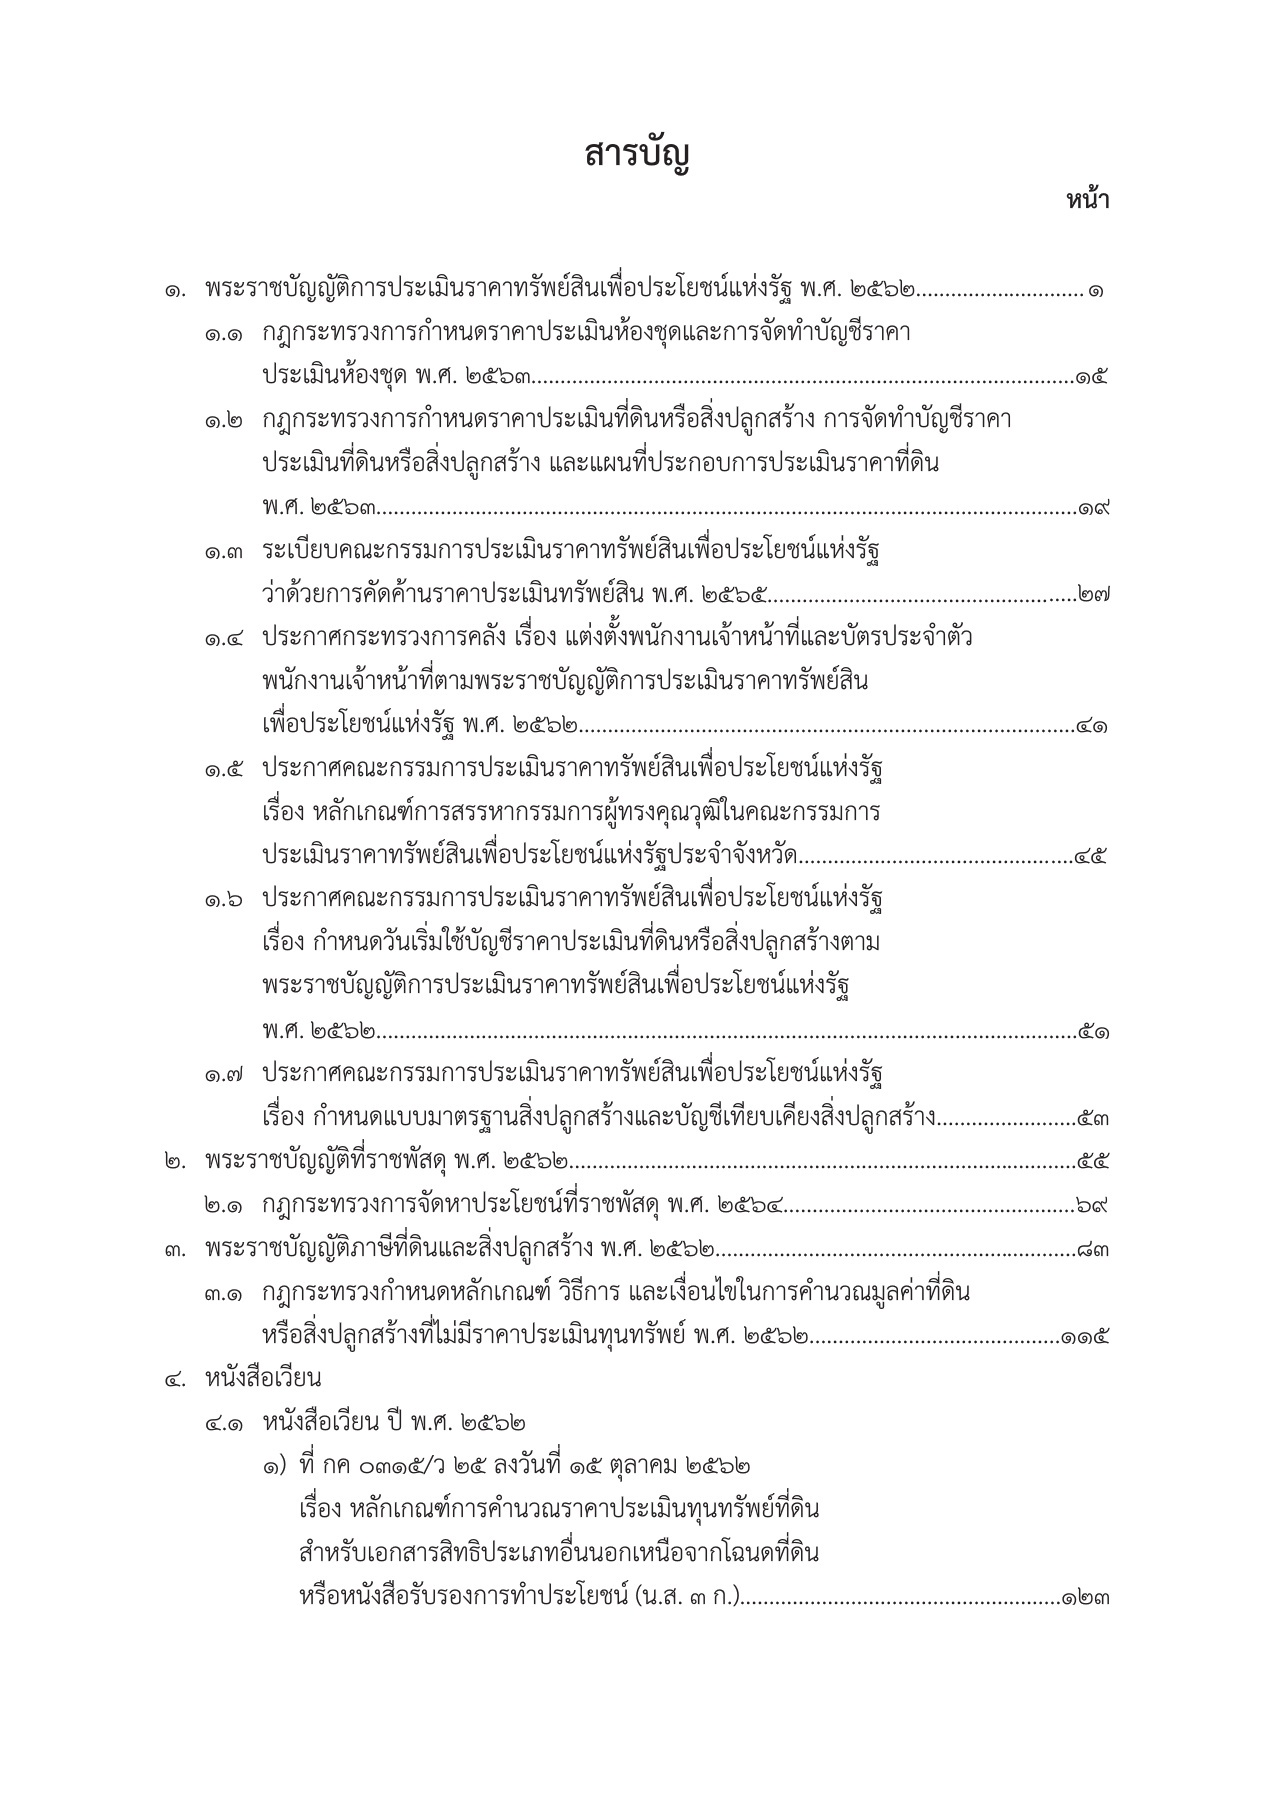 สารบัญ
หน้า
๑. พระราชบัญญัติการประเมินราคาทรัพย์สินเพื่อประโยชน์แห่งรัฐ พ.ศ. ๒๕๖๒............................. ๑
๑.๑ กฎกระทรวงการกำหนดราคาประเมินห้องชุดและการจัดทำบัญชีราคา
ประเมินห้องชุด พ.ศ. ๒๕๖๓.............................................................................................๑๕
๑.๒ กฎกระทรวงการกำหนดราคาประเมินที่ดินหรือสิ่งปลูกสร้าง การจัดทำบัญชีราคา
ประเมินที่ดินหรือสิ่งปลูกสร้าง และแผนที่ประกอบการประเมินราคาที่ดิน
พ.ศ. ๒๕๖๓........................................................................................................................๑๙
๑.๓ ระเบียบคณะกรรมการประเมินราคาทรัพย์สินเพื่อประโยชน์แห่งรัฐ
ว่าด้วยการคัดค้านราคาประเมินทรัพย์สิน พ.ศ. ๒๕๖๕.....................................................๒๗
๑.๔ ประกาศกระทรวงการคลัง เรื่อง แต่งตั้งพนักงานเจ้าหน้าที่และบัตรประจำตัว
พนักงานเจ้าหน้าที่ตามพระราชบัญญัติการประเมินราคาทรัพย์สิน
เพื่อประโยชน์แห่งรัฐ พ.ศ. ๒๕๖๒.....................................................................................๔๑
๑.๕ ประกาศคณะกรรมการประเมินราคาทรัพย์สินเพื่อประโยชน์แห่งรัฐ
เรื่อง หลักเกณฑ์การสรรหากรรมการผู้ทรงคุณวุฒิในคณะกรรมการ
ประเมินราคาทรัพย์สินเพื่อประโยชน์แห่งรัฐประจำจังหวัด...............................................๔๕
๑.๖ ประกาศคณะกรรมการประเมินราคาทรัพย์สินเพื่อประโยชน์แห่งรัฐ
เรื่อง กำหนดวันเริ่มใช้บัญชีราคาประเมินที่ดินหรือสิ่งปลูกสร้างตาม
พระราชบัญญัติการประเมินราคาทรัพย์สินเพื่อประโยชน์แห่งรัฐ
พ.ศ. ๒๕๖๒........................................................................................................................๕๑
๑.๗ ประกาศคณะกรรมการประเมินราคาทรัพย์สินเพื่อประโยชน์แห่งรัฐ
เรื่อง กำหนดแบบมาตรฐานสิ่งปลูกสร้างและบัญชีเทียบเคียงสิ่งปลูกสร้าง........................๕๓
๒. พระราชบัญญัติที่ราชพัสดุ พ.ศ. ๒๕๖๒.......................................................................................๕๕
๒.๑ กฎกระทรวงการจัดหาประโยชน์ที่ราชพัสดุ พ.ศ. ๒๕๖๔..................................................๖๙
๓. พระราชบัญญัติภาษีที่ดินและสิ่งปลูกสร้าง พ.ศ. ๒๕๖๒..............................................................๘๓
๓.๑ กฎกระทรวงกำหนดหลักเกณฑ์ วิธีการ และเงื่อนไขในการคำนวณมูลค่าที่ดิน
หรือสิ่งปลูกสร้างที่ไม่มีราคาประเมินทุนทรัพย์ พ.ศ. ๒๕๖๒...........................................๑๑๕
๔. หนังสือเวียน
๔.๑ หนังสือเวียน ปี พ.ศ. ๒๕๖๒
๑) ที่ กค ๐๓๑๕/ว ๒๕ ลงวันที่ ๑๕ ตุลาคม ๒๕๖๒
เรื่อง หลักเกณฑ์การคำนวณราคาประเมินทุนทรัพย์ที่ดิน
สำหรับเอกสารสิทธิประเภทอื่นนอกเหนือจากโฉนดที่ดิน
หรือหนังสือรับรองการทำประโยชน์ (น.ส. ๓ ก.).......................................................๑๒๓